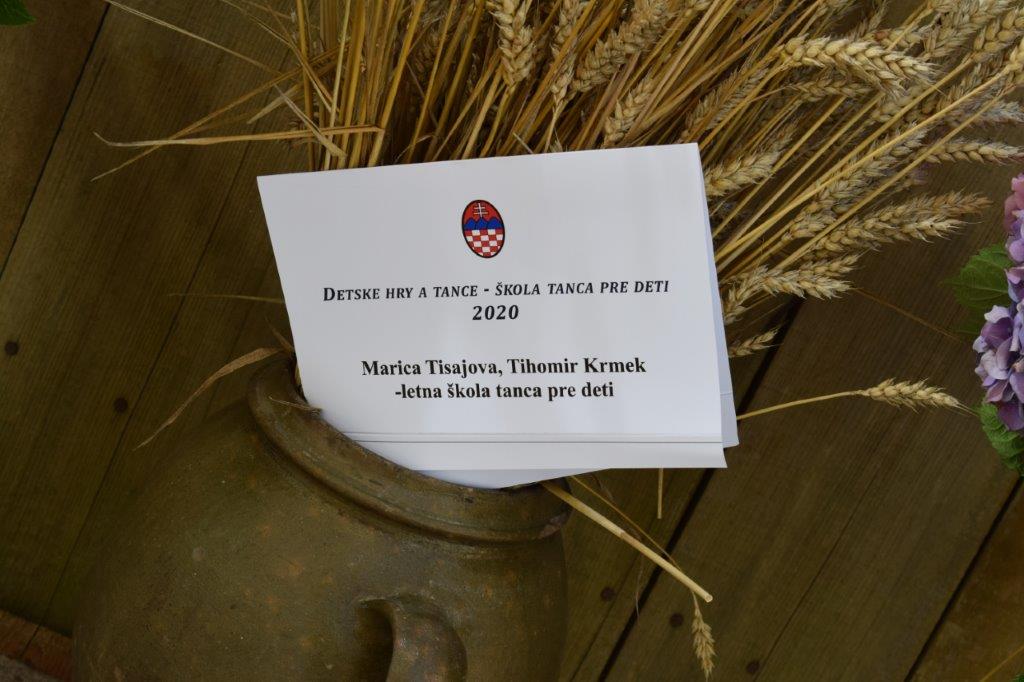 DETSKE HRY A TANCE - ŠKOLA TANCA PRE DETI
2020
Marica Tisajova, Tihomir Krmek
-letna škola tanca pre deti